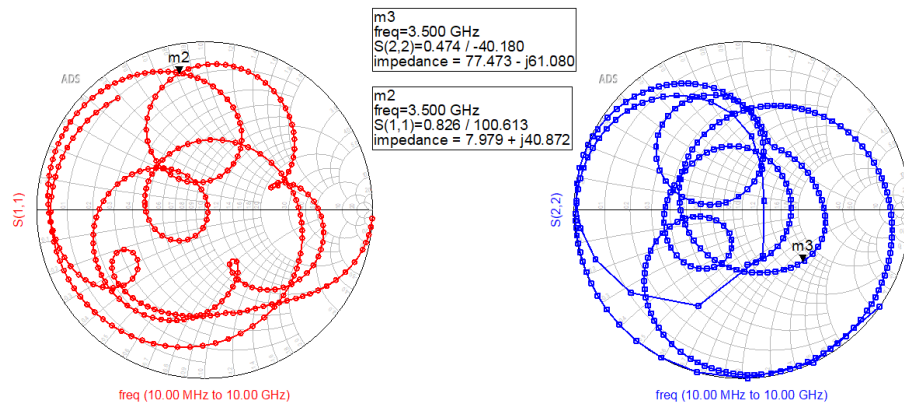 m3
freq=3.500 GHz
S(2,2)=0.474 / -40.180
impedance = 77.473 - j61.080
m2
freq=3.500 GHz
S(1,1)=0.826 / 100.613
impedance = 7.979 + j40.872
ADS
m2
S(1,1)
freq (10.00 MHz to 10.00 GHz)
ADS
m3
S(2,2)
freq (10.00 MHz to 10.00 GHz)